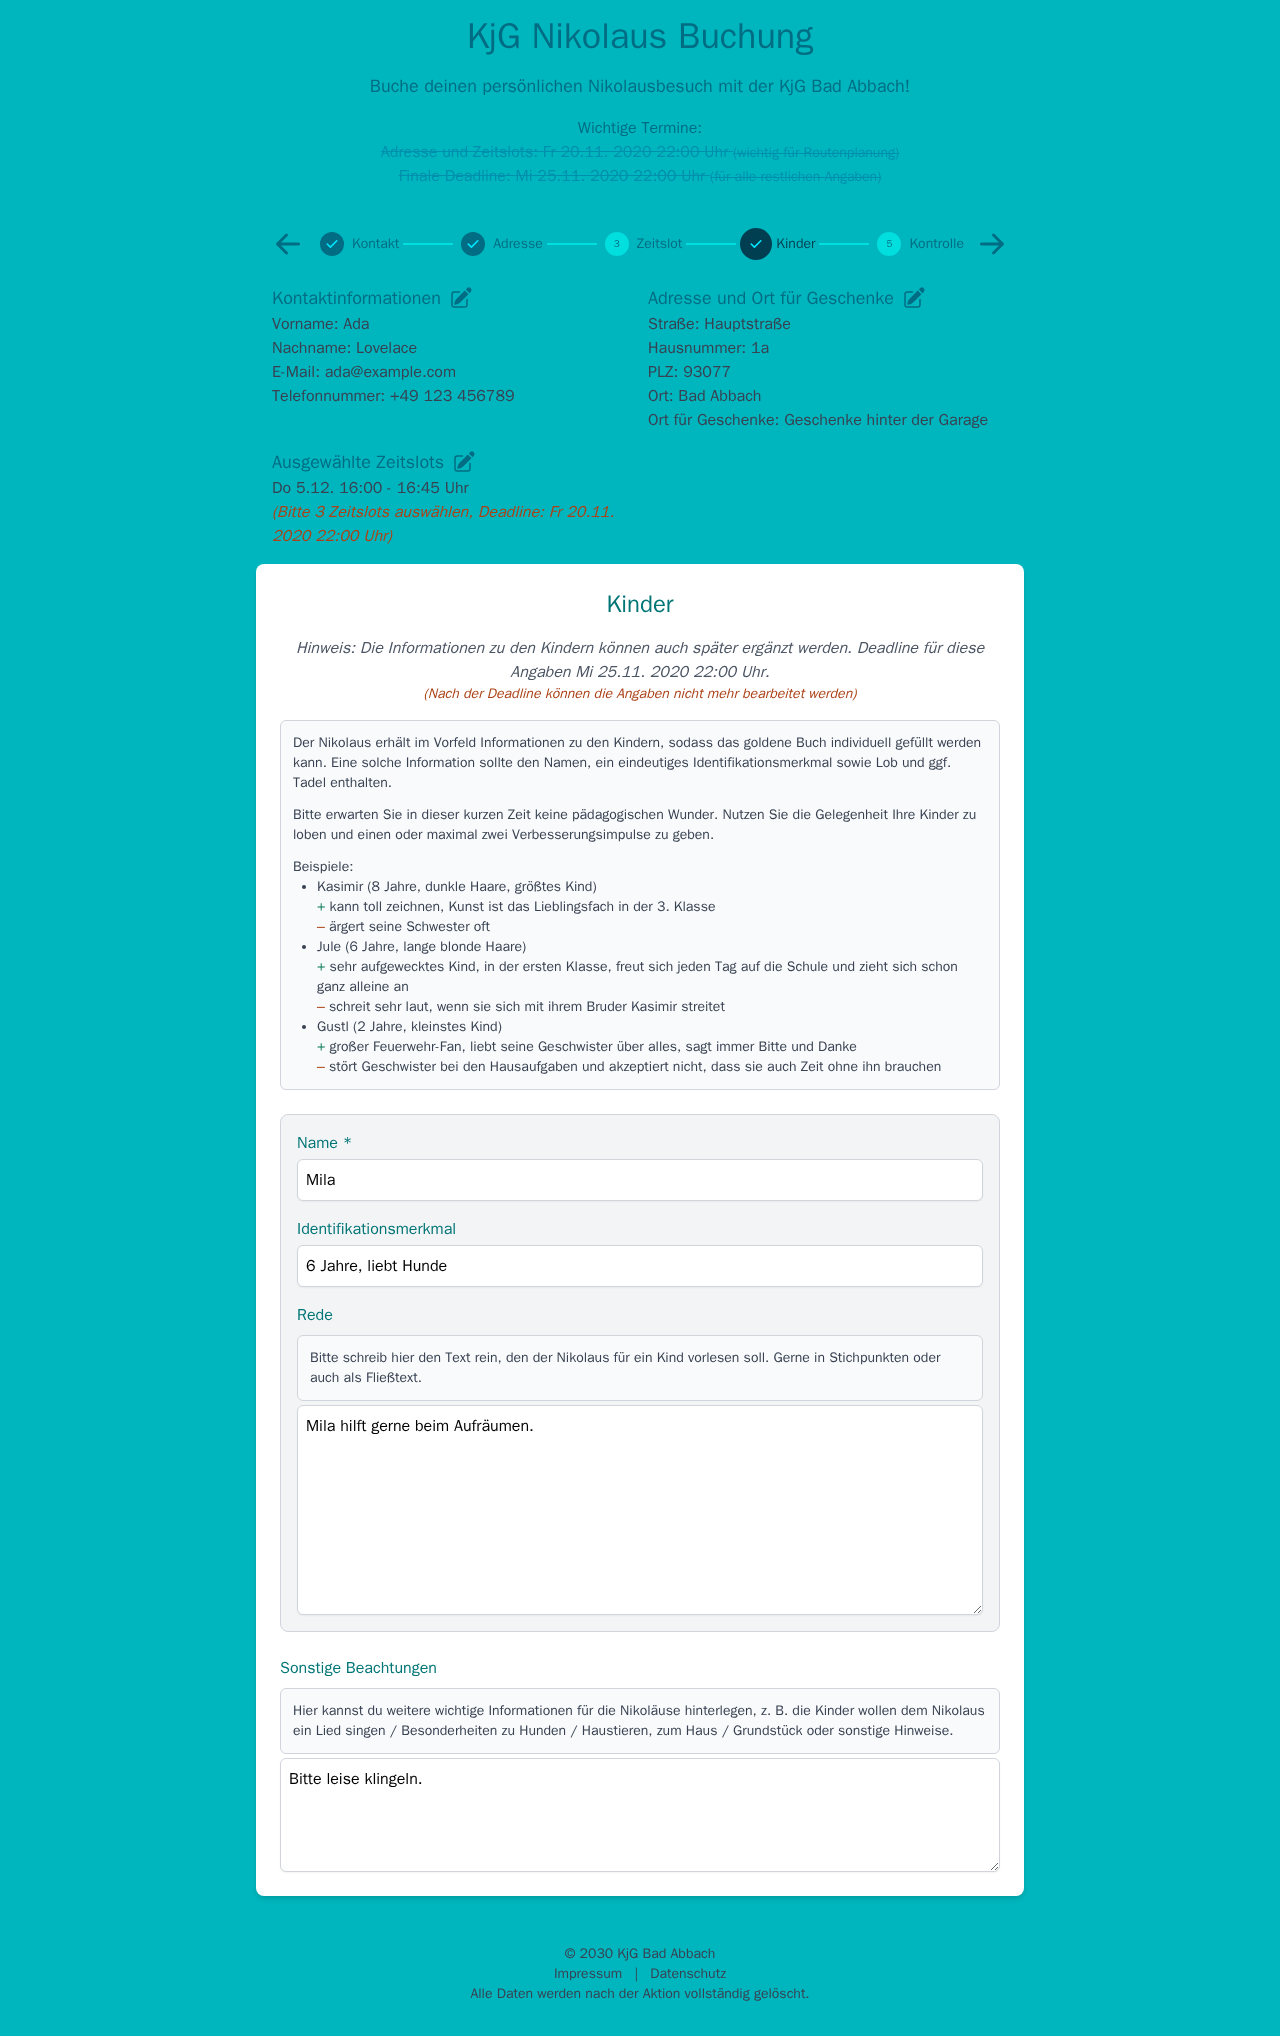 KjG Nikolaus Buchung
Buche deinen persönlichen Nikolausbesuch mit der KjG Bad Abbach!
Wichtige Termine:
Adresse und Zeitslots: Fr 20.11. 2020 22:00 Uhr (wichtig für Routenplanung)
Finale Deadline: Mi 25.11. 2020 22:00 Uhr (für alle restlichen Angaben)
Kontakt Adresse 3 Zeitslot Kinder 5 Kontrolle
Kontaktinformationen
Vorname: Ada
Nachname: Lovelace
E-Mail: ada@example.com
Telefonnummer: +49 123 456789
Adresse und Ort für Geschenke
Straße: Hauptstraße
Hausnummer: 1a
PLZ: 93077
Ort: Bad Abbach
Ort für Geschenke: Geschenke hinter der Garage
Ausgewählte Zeitslots
Do 5.12. 16:00 - 16:45 Uhr
(Bitte 3 Zeitslots auswählen, Deadline: Fr 20.11.
2020 22:00 Uhr)
Kinder
Hinweis: Die Informationen zu den Kindern können auch später ergänzt werden. Deadline für diese
Angaben Mi 25.11. 2020 22:00 Uhr.
(Nach der Deadline können die Angaben nicht mehr bearbeitet werden)
Der Nikolaus erhält im Vorfeld Informationen zu den Kindern, sodass das goldene Buch individuell gefüllt werden
kann. Eine solche Information sollte den Namen, ein eindeutiges Identifikationsmerkmal sowie Lob und ggf.
Tadel enthalten.
Bitte erwarten Sie in dieser kurzen Zeit keine pädagogischen Wunder. Nutzen Sie die Gelegenheit Ihre Kinder zu
loben und einen oder maximal zwei Verbesserungsimpulse zu geben.
Beispiele:
• Kasimir (8 Jahre, dunkle Haare, größtes Kind)
+ kann toll zeichnen, Kunst ist das Lieblingsfach in der 3. Klasse
– ärgert seine Schwester oft
• Jule (6 Jahre, lange blonde Haare)
+ sehr aufgewecktes Kind, in der ersten Klasse, freut sich jeden Tag auf die Schule und zieht sich schon
ganz alleine an
– schreit sehr laut, wenn sie sich mit ihrem Bruder Kasimir streitet
• Gustl (2 Jahre, kleinstes Kind)
+ großer Feuerwehr-Fan, liebt seine Geschwister über alles, sagt immer Bitte und Danke
– stört Geschwister bei den Hausaufgaben und akzeptiert nicht, dass sie auch Zeit ohne ihn brauchen
Name *
Mila
Identifikationsmerkmal
6 Jahre, liebt Hunde
Rede
Bitte schreib hier den Text rein, den der Nikolaus für ein Kind vorlesen soll. Gerne in Stichpunkten oder
auch als Fließtext.
Mila hilft gerne beim Aufräumen.
Sonstige Beachtungen
Hier kannst du weitere wichtige Informationen für die Nikoläuse hinterlegen, z. B. die Kinder wollen dem Nikolaus
ein Lied singen / Besonderheiten zu Hunden / Haustieren, zum Haus / Grundstück oder sonstige Hinweise.
Bitte leise klingeln.
© 2030 KjG Bad Abbach
Impressum | Datenschutz
Alle Daten werden nach der Aktion vollständig gelöscht.